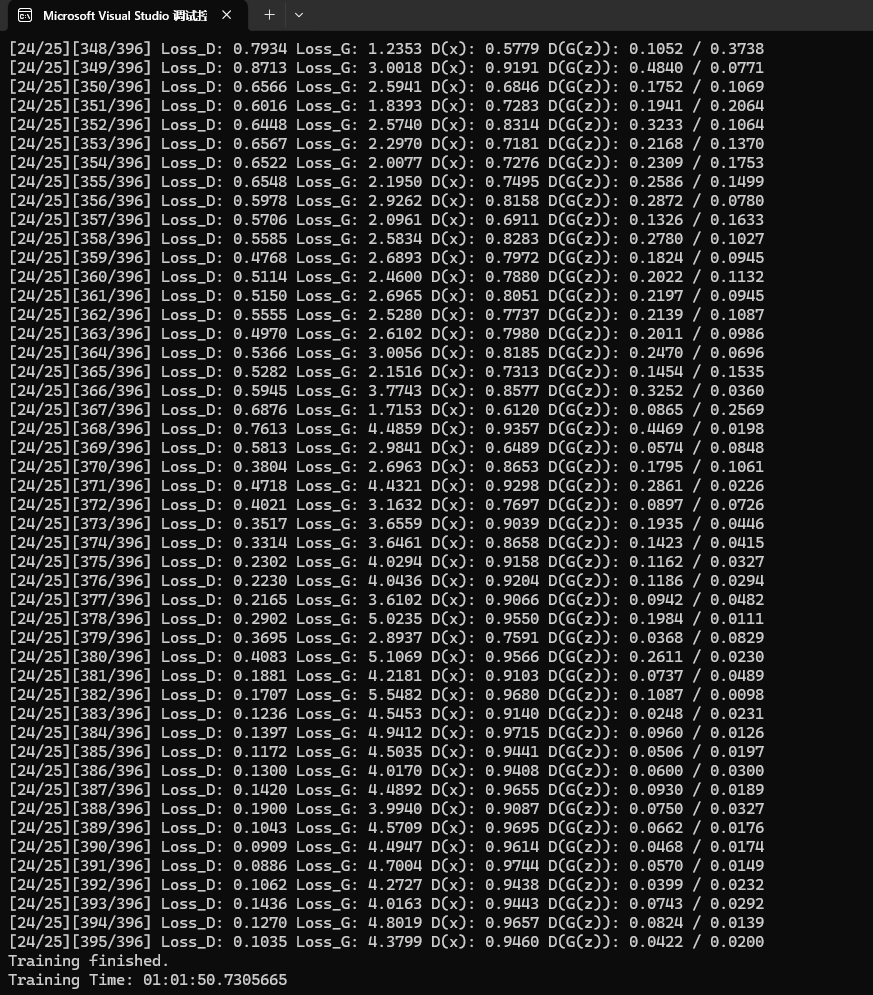 Microsoft Visual Studio 调试控
[24/25][348/396] Loss_D: 0.7934 Loss_G: 1.2353 D(x): 0.5779 D(G(z)): 0.1052 / 0.3738
[24/25][349/396] Loss_D: 0.8713 Loss_G: 3.0018 D(x): 0.9191 D(G(z)): 0.4840 / 0.0771
[24/25][350/396] Loss_D: 0.6566 Loss_G: 2.5941 D(x): 0.6846 D(G(z)): 0.1752 / 0.1069
[24/25][351/396] Loss_D: 0.6016 Loss_G: 1.8393 D(x): 0.7283 D(G(z)): 0.1941 / 0.2064
[24/25][352/396] Loss_D: 0.6448 Loss_G: 2.5740 D(x): 0.8314 D(G(z)): 0.3233 / 0.1064
[24/25][353/396] Loss_D: 0.6567 Loss_G: 2.2970 D(x): 0.7181 D(G(z)): 0.2168 / 0.1370
[24/25][354/396] Loss_D: 0.6522 Loss_G: 2.0077 D(x): 0.7276 D(G(z)): 0.2309 / 0.1753
[24/25][355/396] Loss_D: 0.6548 Loss_G: 2.1950 D(x): 0.7495 D(G(z)): 0.2586 / 0.1499
[24/25][356/396] Loss_D: 0.5978 Loss_G: 2.9262 D(x): 0.8158 D(G(z)): 0.2872 / 0.0780
[24/25][357/396] Loss_D: 0.5706 Loss_G: 2.0961 D(x): 0.6911 D(G(z)): 0.1326 / 0.1633
[24/25][358/396] Loss_D: 0.5585 Loss_G: 2.5834 D(x): 0.8283 D(G(z)): 0.2780 / 0.1027
[24/25][359/396] Loss_D: 0.4768 Loss_G: 2.6893 D(x): 0.7972 D(G(z)): 0.1824 / 0.0945
[24/25][360/396] Loss_D: 0.5114 Loss_G: 2.4600 D(x): 0.7880 D(G(z)): 0.2022 / 0.1132
[24/25][361/396] Loss_D: 0.5150 Loss_G: 2.6965 D(x): 0.8051 D(G(z)): 0.2197 / 0.0945
[24/25][362/396] Loss_D: 0.5555 Loss_G: 2.5280 D(x): 0.7737 D(G(z)): 0.2139 / 0.1087
[24/25][363/396] Loss_D: 0.4970 Loss_G: 2.6102 D(x): 0.7980 D(G(z)): 0.2011 / 0.0986
[24/25][364/396] Loss_D: 0.5366 Loss_G: 3.0056 D(x): 0.8185 D(G(z)): 0.2470 / 0.0696
[24/25][365/396] Loss_D: 0.5282 Loss_G: 2.1516 D(x): 0.7313 D(G(z)): 0.1454 / 0.1535
[24/25][366/396] Loss_D: 0.5945 Loss_G: 3.7743 D(x): 0.8577 D(G(z)): 0.3252 / 0.0360
[24/25][367/396] Loss_D: 0.6876 Loss_G: 1.7153 D(x): 0.6120 D(G(z)): 0.0865 / 0.2569
[24/25][368/396] Loss_D: 0.7613 Loss_G: 4.4859 D(x): 0.9357 D(G(z)): 0.4469 / 0.0198
[24/25][369/396] Loss_D: 0.5813 Loss_G: 2.9841 D(x): 0.6489 D(G(z)): 0.0574 / 0.0848
[24/25][370/396] Loss_D: 0.3804 Loss_G: 2.6963 D(x): 0.8653 D(G(z)): 0.1795 / 0.1061
[24/25][371/396] Loss_D: 0.4718 Loss_G: 4.4321 D(x): 0.9298 D(G(z)): 0.2861 / 0.0226
[24/25][372/396] Loss_D: 0.4021 Loss_G: 3.1632 D(x): 0.7697 D(G(z)): 0.0897 / 0.0726
[24/25][373/396] Loss_D: 0.3517 Loss_G: 3.6559 D(x): 0.9039 D(G(z)): 0.1935 / 0.0446
[24/25][374/396] Loss_D: 0.3314 Loss_G: 3.6461 D(x): 0.8658 D(G(z)): 0.1423 / 0.0415
[24/25][375/396] Loss_D: 0.2302 Loss_G: 4.0294 D(x): 0.9158 D(G(z)): 0.1162 / 0.0327
[24/25][376/396] Loss_D: 0.2230 Loss_G: 4.0436 D(x): 0.9204 D(G(z)): 0.1186 / 0.0294
[24/25][377/396] Loss_D: 0.2165 Loss_G: 3.6102 D(x): 0.9066 D(G(z)): 0.0942 / 0.0482
[24/25][378/396] Loss_D: 0.2902 Loss_G: 5.0235 D(x): 0.9550 D(G(z)): 0.1984 / 0.0111
[24/25][379/396] Loss_D: 0.3695 Loss_G: 2.8937 D(x): 0.7591 D(G(z)): 0.0368 / 0.0829
[24/25][380/396] Loss_D: 0.4083 Loss_G: 5.1069 D(x): 0.9566 D(G(z)): 0.2611 / 0.0230
[24/25][381/396] Loss_D: 0.1881 Loss_G: 4.2181 D(x): 0.9103 D(G(z)): 0.0737 / 0.0489
[24/25][382/396] Loss_D: 0.1707 Loss_G: 5.5482 D(x): 0.9680 D(G(z)): 0.1087 / 0.0098
[24/25][383/396] Loss_D: 0.1236 Loss_G: 4.5453 D(x): 0.9140 D(G(z)): 0.0248 / 0.0231
[24/25][384/396] Loss_D: 0.1397 Loss_G: 4.9412 D(x): 0.9715 D(G(z)): 0.0960 / 0.0126
[24/25][385/396] Loss_D: 0.1172 Loss_G: 4.5035 D(x): 0.9441 D(G(z)): 0.0506 / 0.0197
[24/25][386/396] Loss_D: 0.1300 Loss_G: 4.0170 D(x): 0.9408 D(G(z)): 0.0600 / 0.0300
[24/25][387/396] Loss_D: 0.1420 Loss_G: 4.4892 D(x): 0.9655 D(G(z)): 0.0930 / 0.0189
[24/25][388/396] Loss_D: 0.1900 Loss_G: 3.9940 D(x): 0.9087 D(G(z)): 0.0750 / 0.0327
[24/25][389/396] Loss_D: 0.1043 Loss_G: 4.5709 D(x): 0.9695 D(G(z)): 0.0662 / 0.0176
[24/25][390/396] Loss_D: 0.0909 Loss_G: 4.4947 D(x): 0.9614 D(G(z)): 0.0468 / 0.0174
[24/25][391/396] Loss_D: 0.0886 Loss_G: 4.7004 D(x): 0.9744 D(G(z)): 0.0570 / 0.0149
[24/25][392/396] Loss_D: 0.1062 Loss_G: 4.2727 D(x): 0.9438 D(G(z)): 0.0399 / 0.0232
[24/25][393/396] Loss_D: 0.1436 Loss_G: 4.0163 D(x): 0.9443 D(G(z)): 0.0743 / 0.0292
[24/25][394/396] Loss_D: 0.1270 Loss_G: 4.8019 D(x): 0.9657 D(G(z)): 0.0824 / 0.0139
[24/25][395/396] Loss_D: 0.1035 Loss_G: 4.3799 D(x): 0.9460 D(G(z)): 0.0422 / 0.0200
Training finished.
Training Time: 01:01:50.7305665